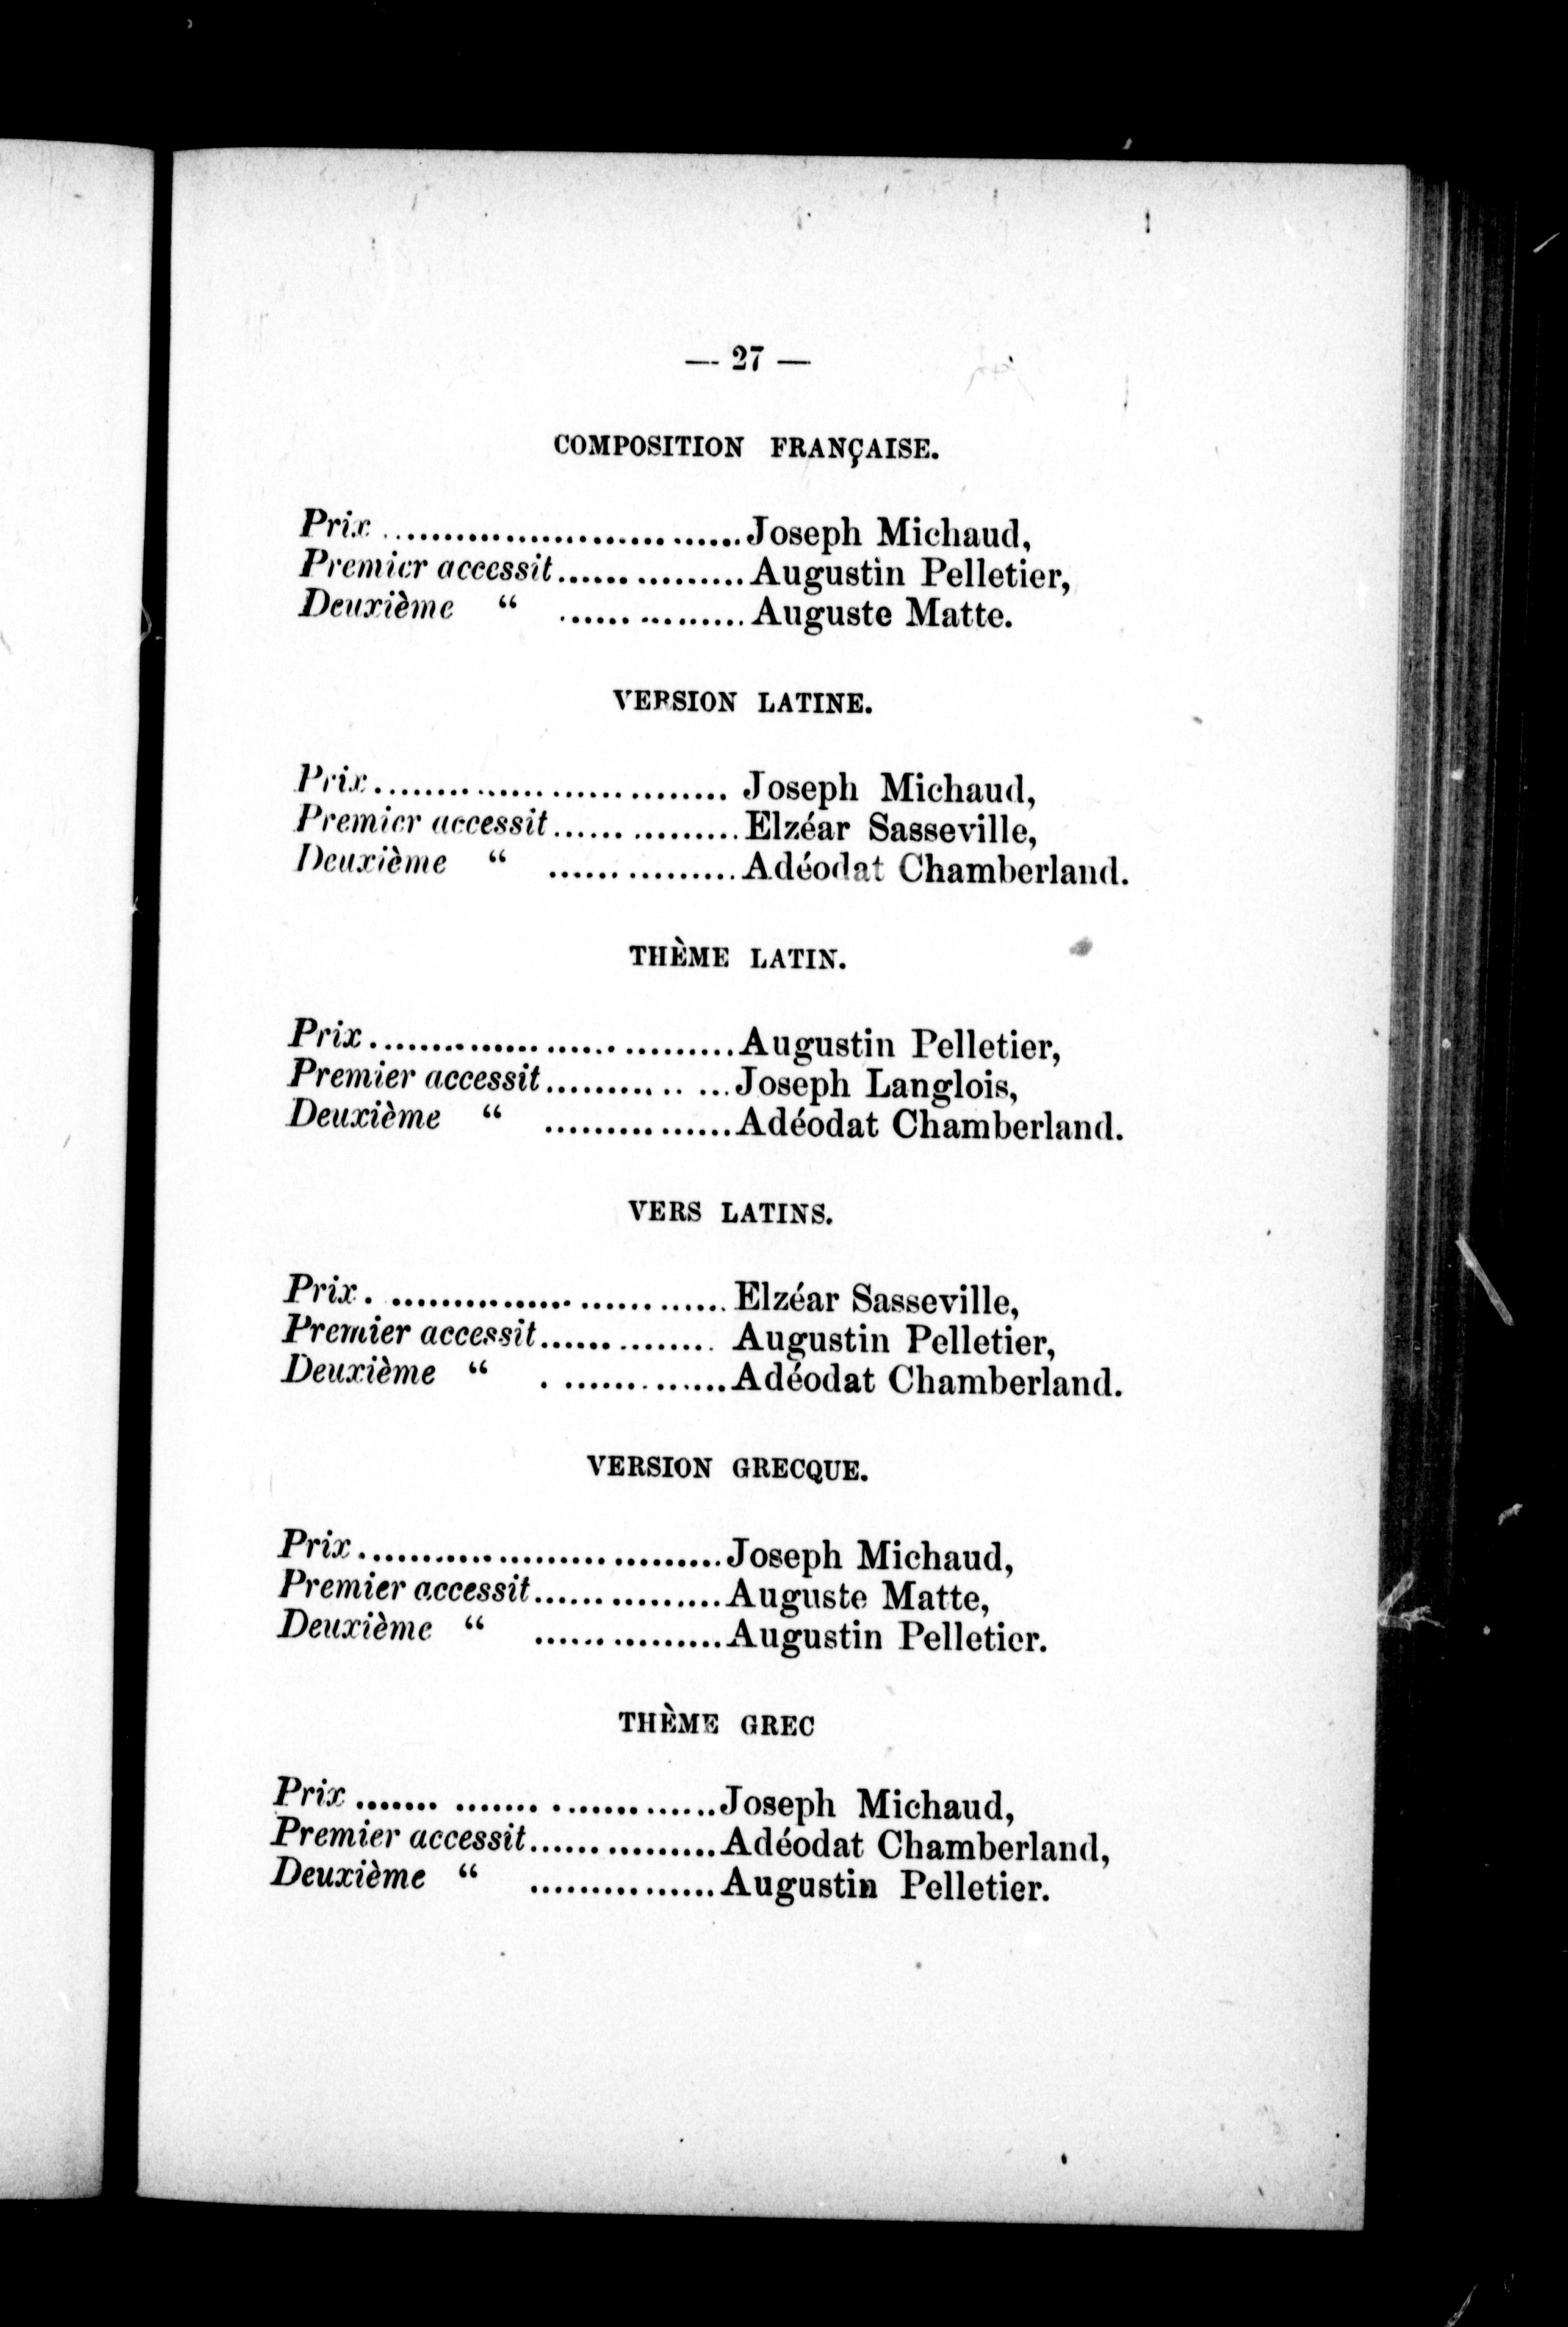 — 27 —
COMPOSITION FRANÇAISE.
Prix ............................. Joseph Michaud,
Premier accessit............... Augustin Pelletier,
Deuxième “ ............... Auguste Matte.
VERSION LATINE.
Prix............................. Joseph Michaud,
Premier accessit...............Elzéar Sasseville,
Deuxième “ ...............Adéodat Chamberland.
THÈME LATIN.
Prix.............................Augustin Pelletier,
Premier accessit...............Joseph Langlois,
Deuxième “ ...............Adéodat Chamberland.
VERS LATINS.
Prix. ........................... Elzéar Sasseville,
Premier accessit.............. Augustin Pelletier,
Deuxième “ . .............Adéodat Chamberland.
VERSION GRECQUE.
Prix.............................Joseph Michaud,
Premier accessit...............Auguste Matte,
Deuxième “ ...............Augustin Pelletier.
THÈME GREC
Prix ....... ....... .............Joseph Michaud,
Premier accessit...............Adéodat Chamberland,
Deuxième “ ...............Augustin Pelletier.